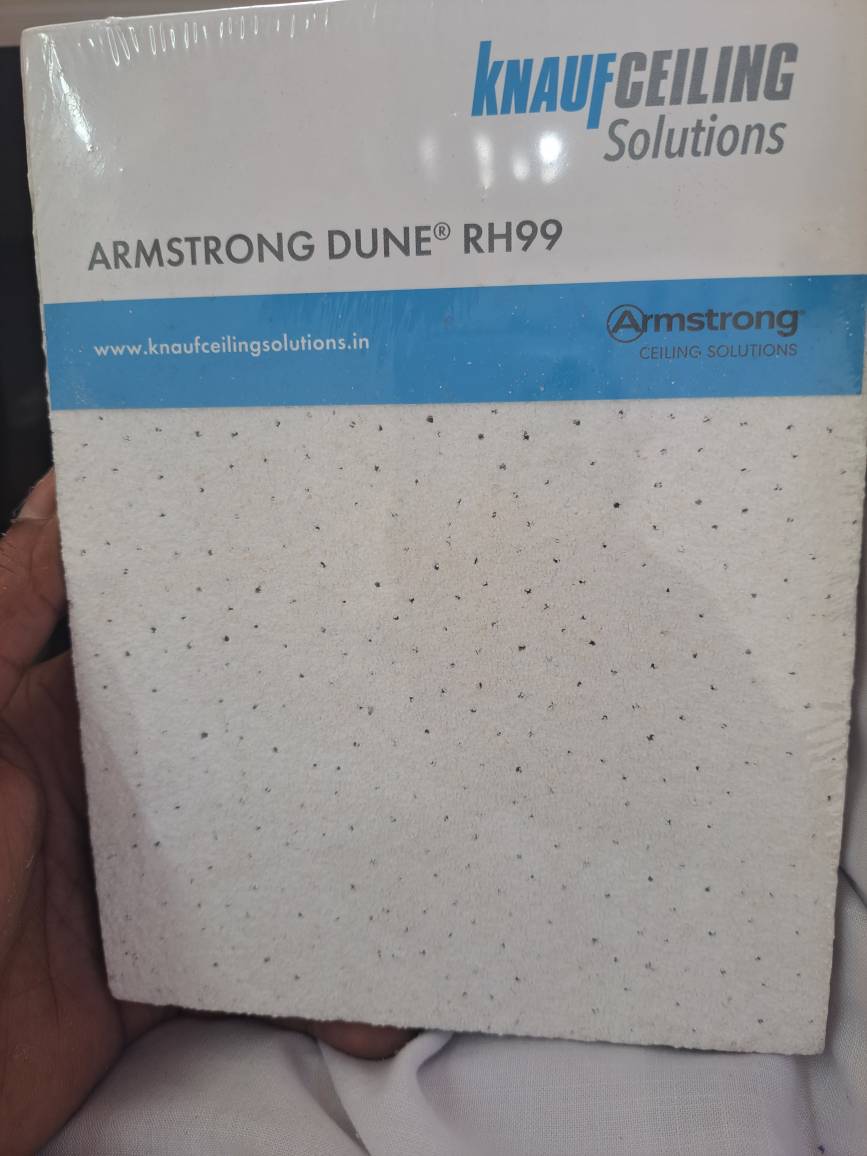 KNAUFCEILING
Solutions
ARMSTRONG DUNE® RH99
www.knaufceilingsolutions.in
Armstrong®
CEILING SOLUTIONS